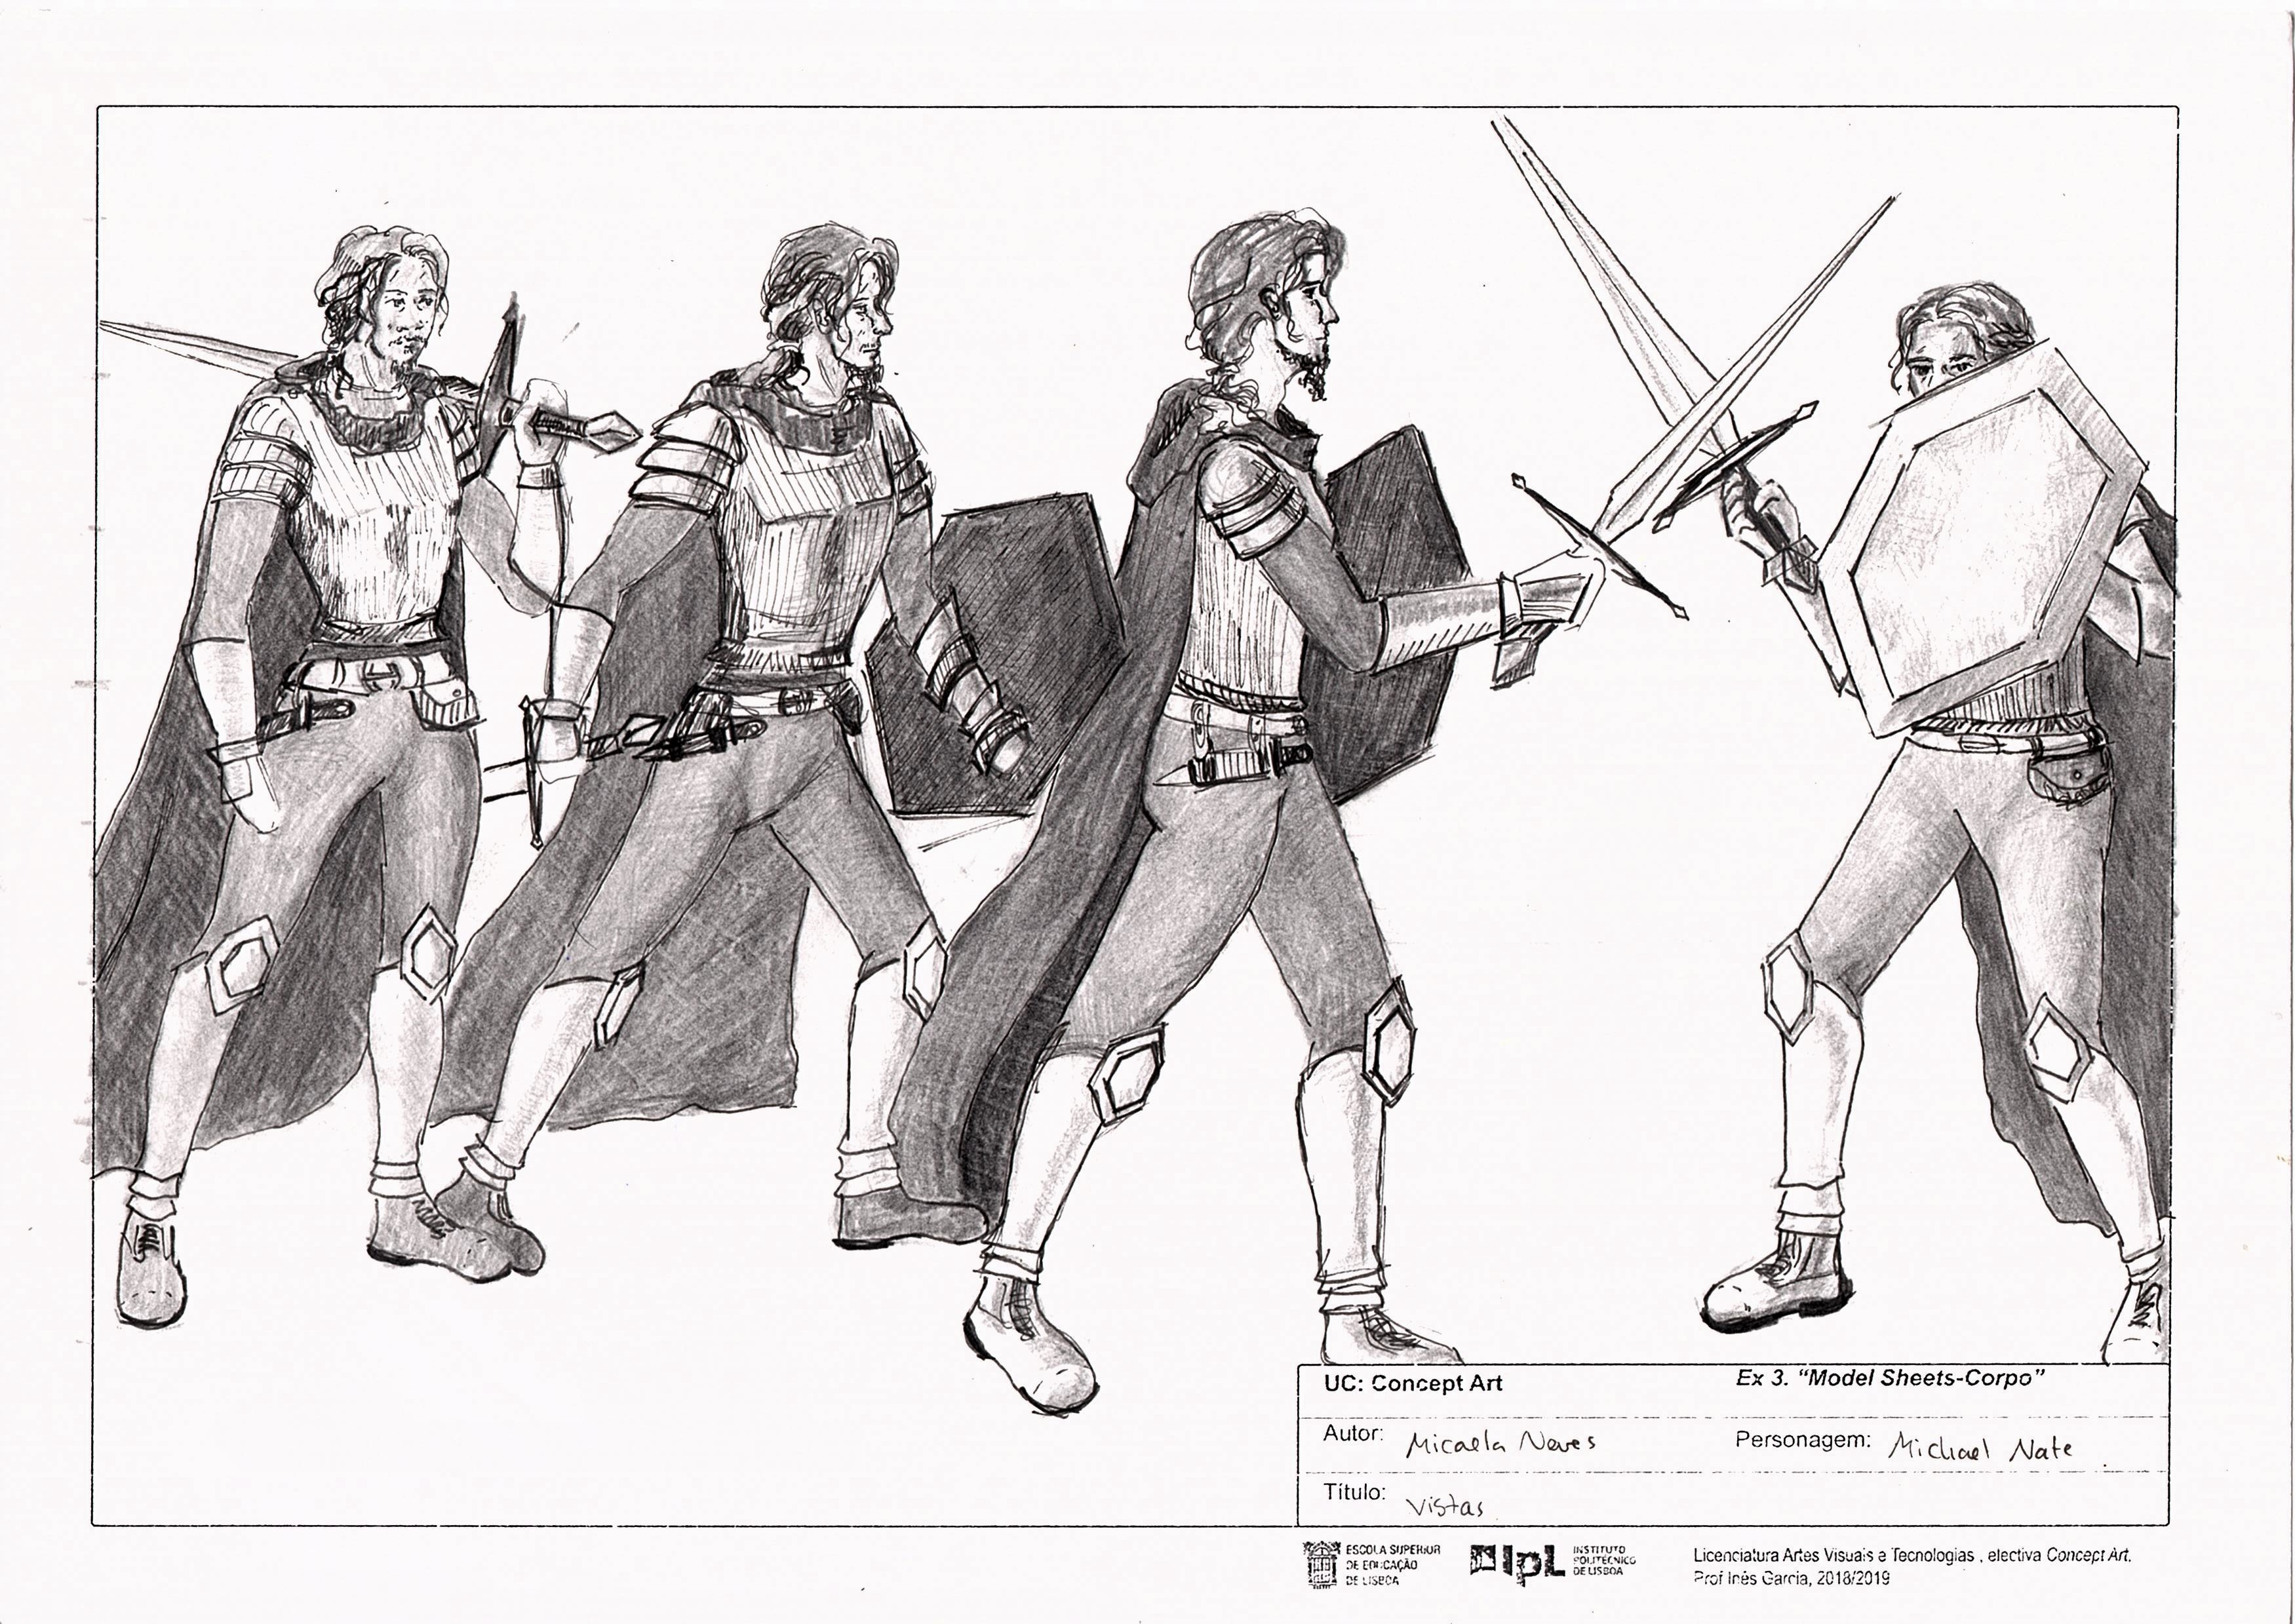 UC: Concept Art
Ex 3. “Model Sheets-Corpo”
Autor: Micaela Neves
Personagem: Michael Nate
Título: Vistas
ESCOLA SUPERIOR
DE EDUCAÇÃO
DE LISBOA
IPL
INSTITUTO
POLITÉCNICO
DE LISBOA
Licenciatura Artes Visuais e Tecnologias , electiva Concept Art.
Prof Inês Garcia, 2018/2019